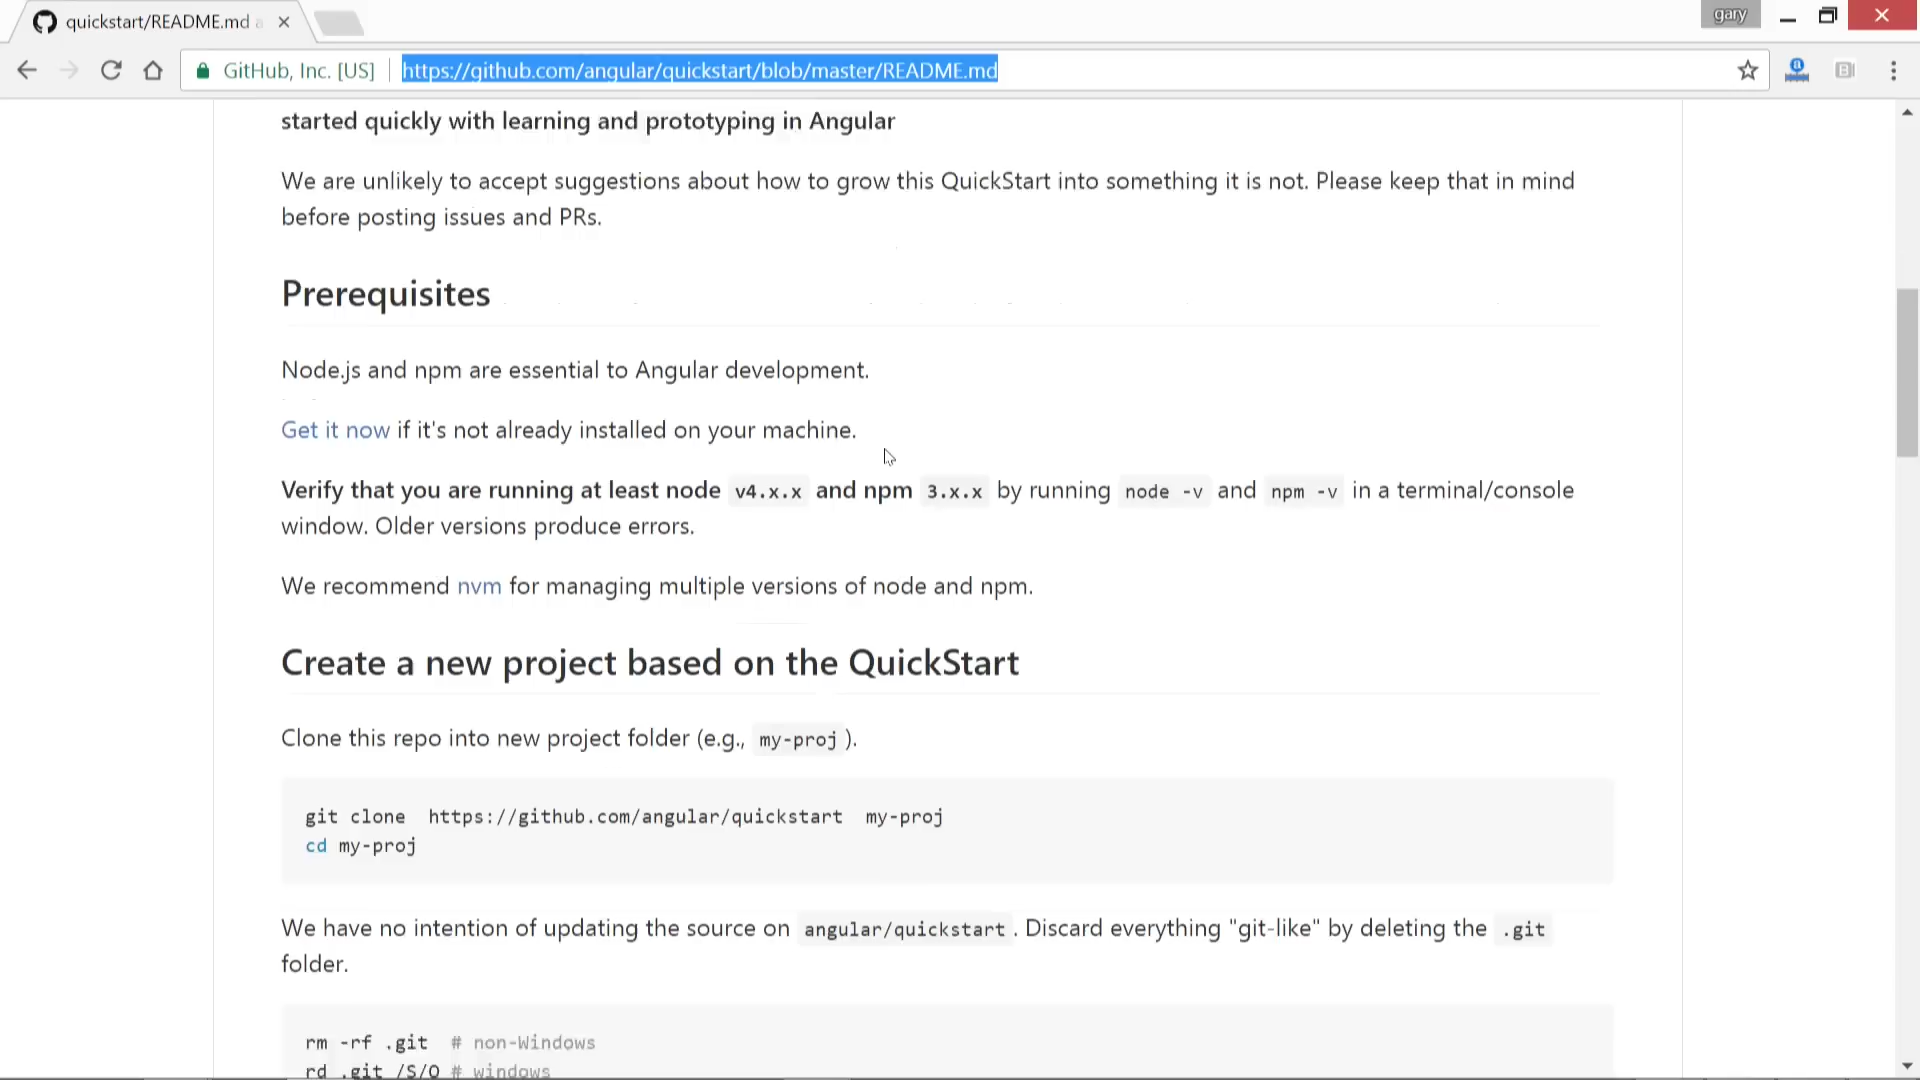 quickstart/README.md a
gary
GitHub, Inc. [US]
https://github.com/angular/quickstart/blob/master/README.md
started quickly with learning and prototyping in Angular
We are unlikely to accept suggestions about how to grow this QuickStart into something it is not. Please keep that in mind
before posting issues and PRs.
Prerequisites
Node.js and npm are essential to Angular development.
Get it now if it's not already installed on your machine.
Verify that you are running at least node v4.x.x and npm 3.x.x by running node -v and npm -v in a terminal/console
window. Older versions produce errors.
We recommend nvm for managing multiple versions of node and npm.
Create a new project based on the QuickStart
Clone this repo into new project folder (e.g., my-proj ).
git clone  https://github.com/angular/quickstart  my-proj
cd my-proj
We have no intention of updating the source on angular/quickstart . Discard everything "git-like" by deleting the .git
folder.
rm -rf .git  # non-Windows
rd .git /S/Q # windows